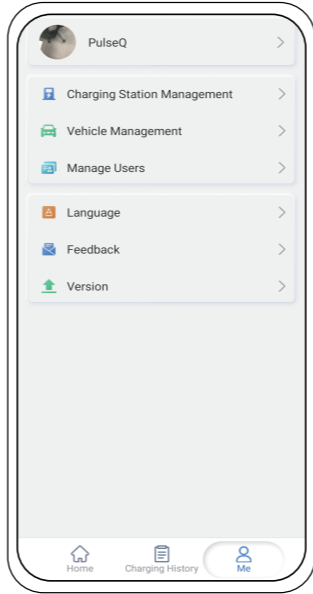 PulseQ
Charging Station Management
Vehicle Management
Manage Users
Language
Feedback
Version
Home
Charging History
Me